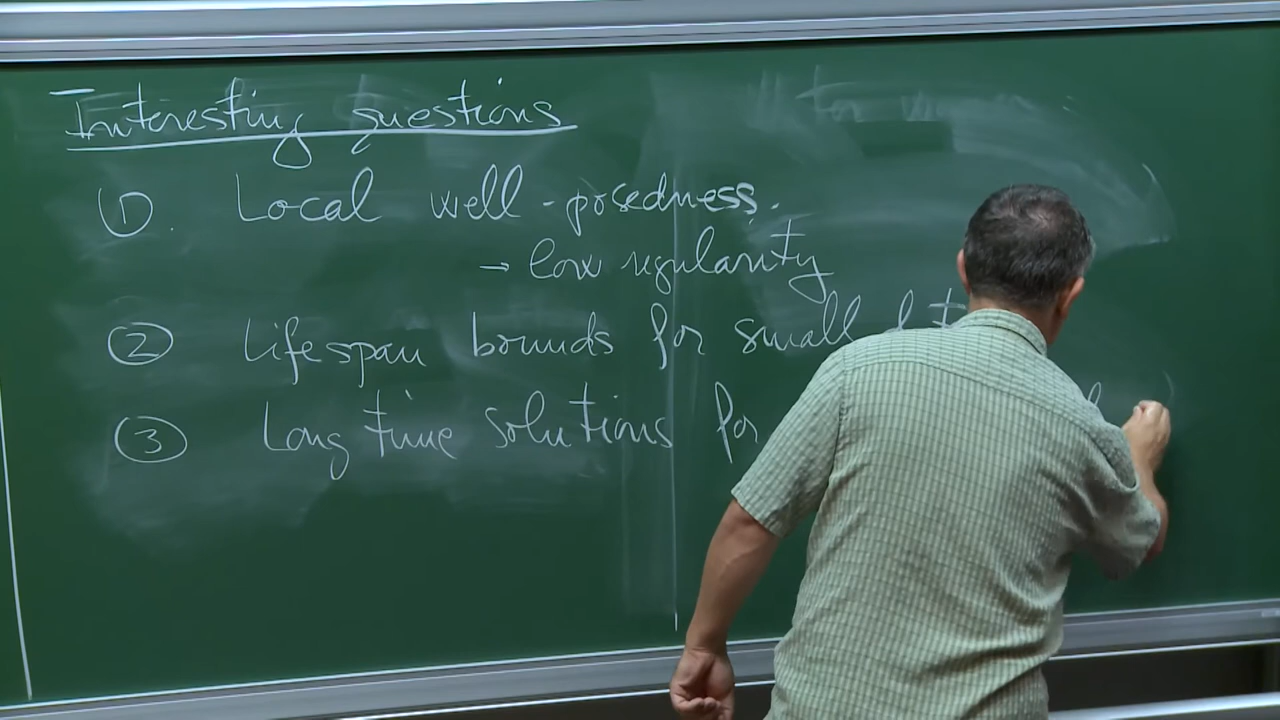 Interesting questions
① Local well-posedness.
→ low regularity
② Lifespan bounds for small
③ Long time solutions for